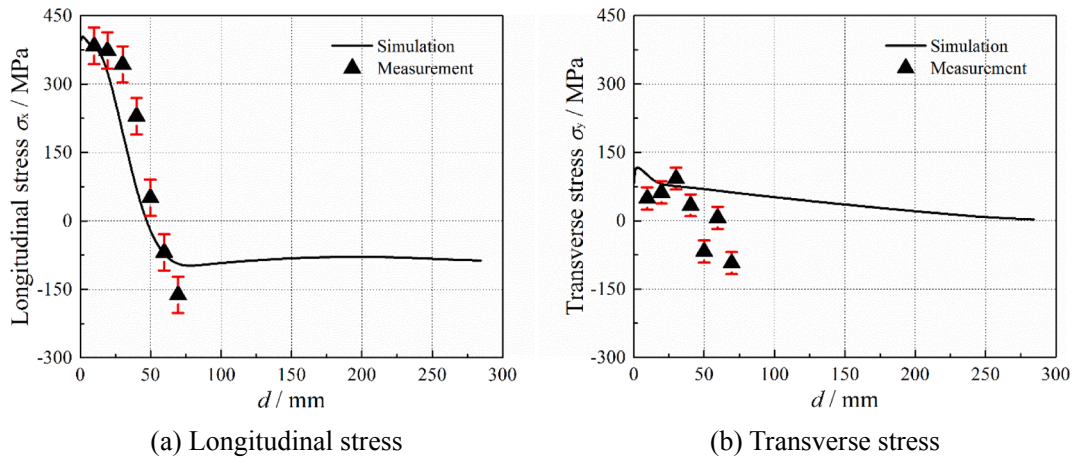 450
300
150
0
-150
-300
Longitudinal stress σx / MPa
Simulation
Measurement
0 50 100 150 200 250 300
d / mm
(a) Longitudinal stress
450
300
150
0
-150
-300
Transverse stress σy / MPa
Simulation
Measurement
0 50 100 150 200 250 300
d / mm
(b) Transverse stress